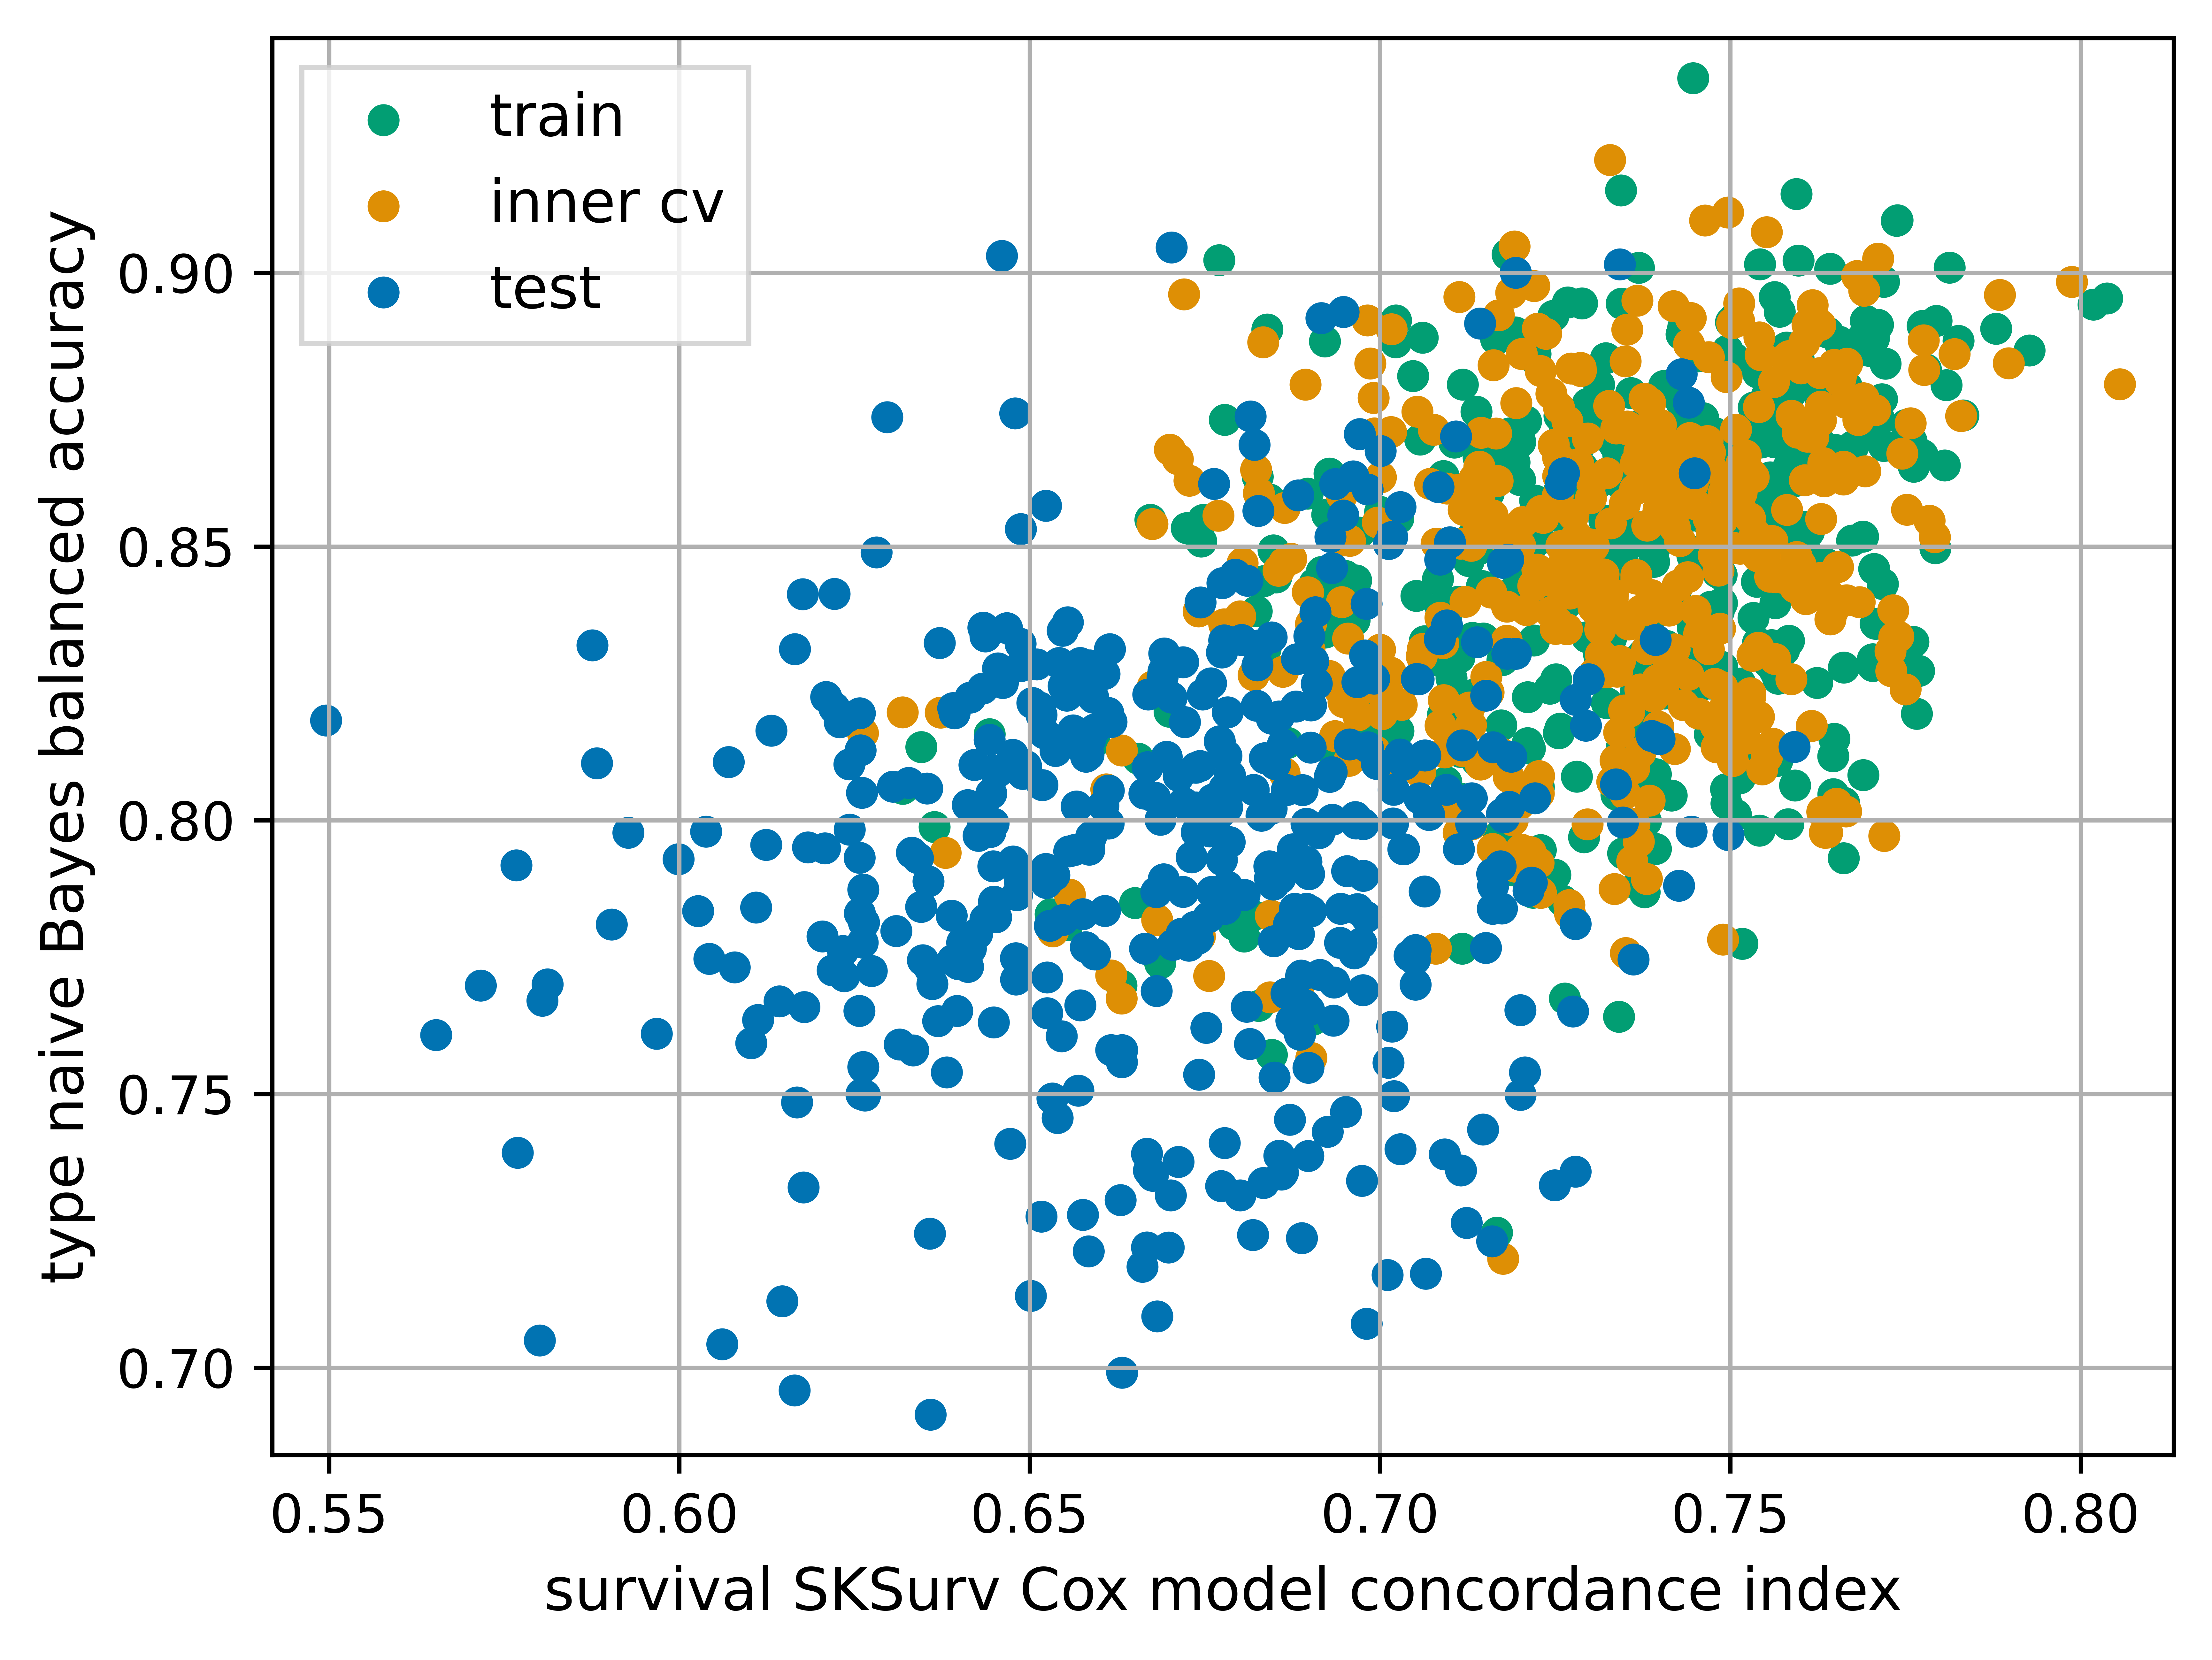 train
inner cv
test
type naive Bayes balanced accuracy
0.90
0.85
0.80
0.75
0.70
0.55 0.60 0.65 0.70 0.75 0.80
survival SKSurv Cox model concordance index